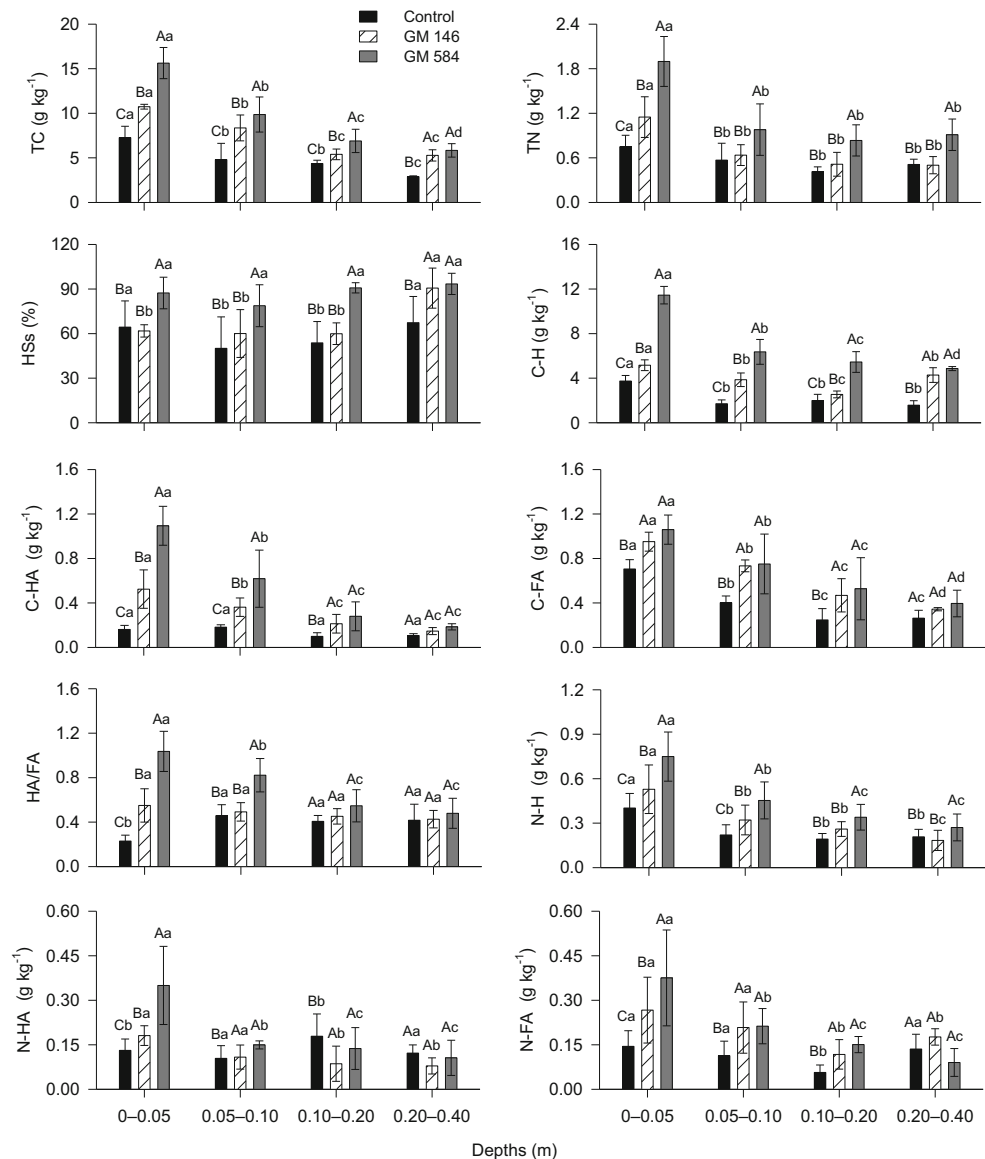 Control
GM 146
GM 584
TC (g kg⁻¹)
20
15
10
5
0
Ca Ba Aa
Cb Bb Ab
Cb Bc Ac
Bc Ac Ad
TN (g kg⁻¹)
2.4
1.8
1.2
0.6
0.0
Ca Ba Aa
Bb Bb Ab
Bb Bb Ab
Bb Bb Ab
HSs (%)
120
90
60
30
0
Ba Bb Aa
Bb Bb Aa
Bb Bb Aa
Ba Aa Aa
C-H (g kg⁻¹)
16
12
8
4
0
Ca Ba Aa
Cb Bb Ab
Cb Bc Ac
Bb Ab Ad
C-HA (g kg⁻¹)
1.6
1.2
0.8
0.4
0.0
Ca Ba Aa
Ca Bb Ab
Ba Ac Ac
Aa Ac Ac
C-FA (g kg⁻¹)
1.6
1.2
0.8
0.4
0.0
Ba Aa Aa
Bb Ab Ab
Bc Ac Ac
Ac Ad Ad
HA/FA
1.6
1.2
0.8
0.4
0.0
Cb Ba Aa
Ba Ba Ab
Aa Aa Ac
Aa Aa Ac
N-H (g kg⁻¹)
1.2
0.9
0.6
0.3
0.0
Ca Ba Aa
Cb Bb Ab
Bb Bb Ac
Bb Bc Ac
N-HA (g kg⁻¹)
0.60
0.45
0.30
0.15
0.00
Cb Ba Aa
Ba Aa Ab
Bb Ab Ac
Aa Ab Ac
0–0.05 0.05–0.10 0.10–0.20 0.20–0.40
N-FA (g kg⁻¹)
0.60
0.45
0.30
0.15
0.00
Ca Ba Aa
Ba Aa Ab
Bb Ab Ac
Aa Ab Ac
0–0.05 0.05–0.10 0.10–0.20 0.20–0.40
Depths (m)